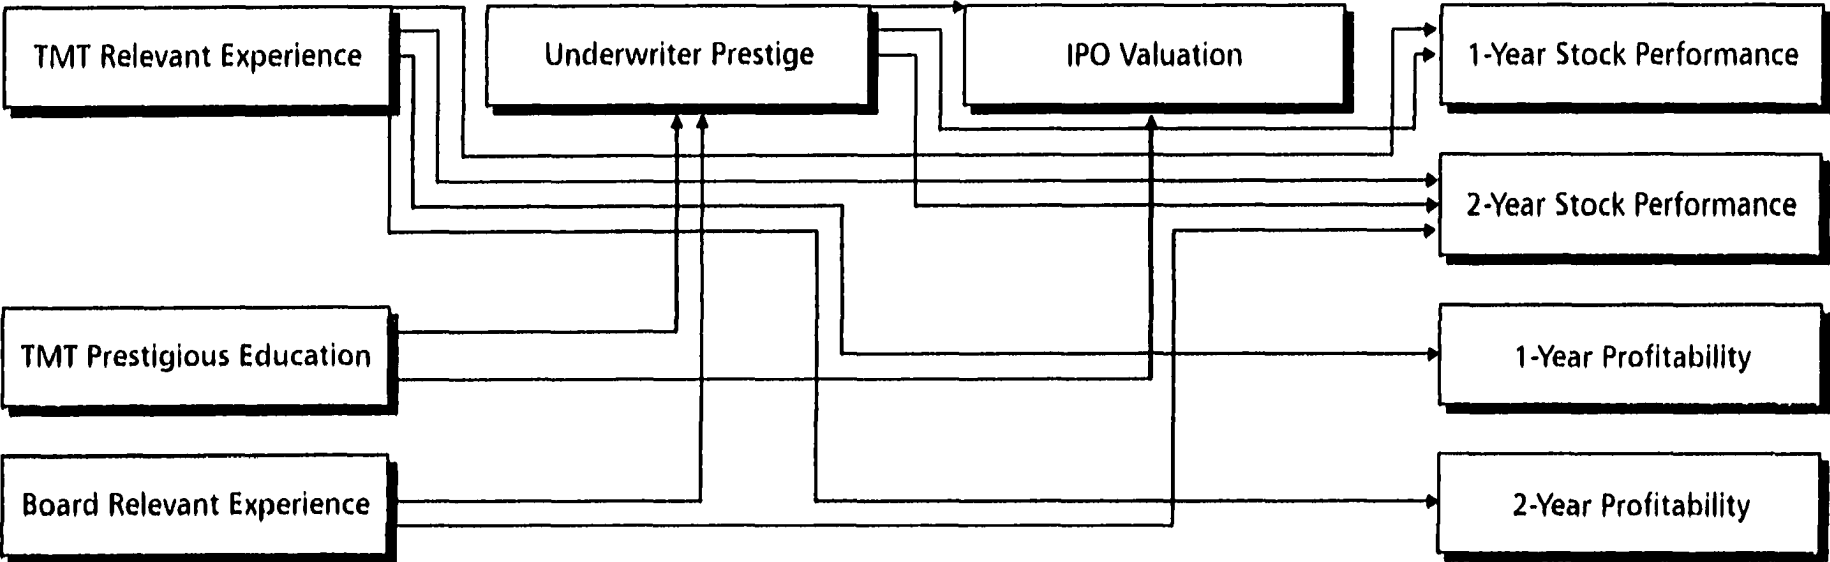 TMT Relevant Experience
Underwriter Prestige
IPO Valuation
1-Year Stock Performance
2-Year Stock Performance
TMT Prestigious Education
1-Year Profitability
Board Relevant Experience
2-Year Profitability